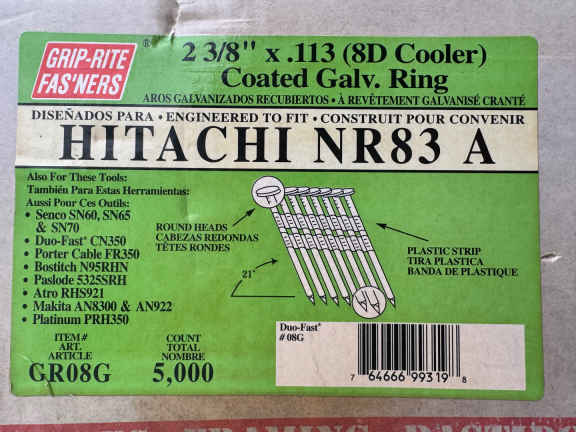 GRIP-RITE
FAS'NERS
®
2 3/8" x .113 (8D Cooler)
Coated Galv. Ring
AROS GALVANIZADOS RECUBIERTOS • À REVÊTEMENT GALVANISÉ CRANTÉ
DISEÑADOS PARA • ENGINEERED TO FIT • CONSTRUIT POUR CONVENIR
HITACHI NR83 A
Also For These Tools:
También Para Estas Herramientas:
Aussi Pour Ces Outils:
• Senco SN60, SN65
& SN70
• Duo-Fast® CN350
• Porter Cable FR350
• Bostitch N95RHN
• Paslode 5325SRH
• Atro RHS921
• Makita AN8300 & AN922
• Platinum PRH350
ROUND HEADS
CABEZAS REDONDAS
TÊTES RONDES
21°
PLASTIC STRIP
TIRA PLASTICA
BANDA DE PLASTIQUE
ITEM#
ART.
ARTICLE
GR08G
COUNT
TOTAL
NOMBRE
5,000
Duo-Fast®
# 08G
7 64666 99319 8
FRAMING